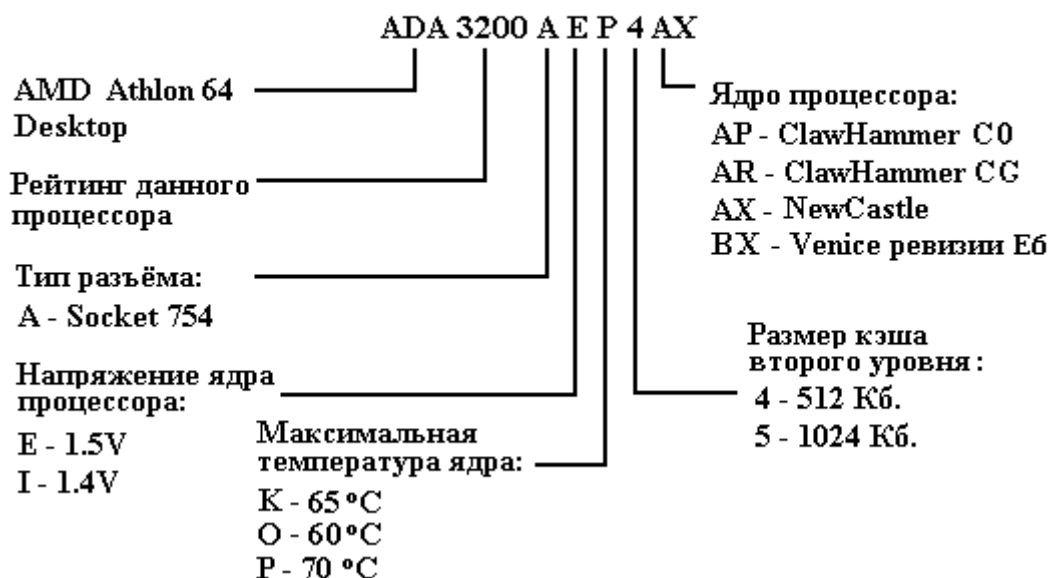 ADA 3200 A E P 4 AX
AMD Athlon 64
Desktop
Рейтинг данного
процессора
Тип разъёма:
A - Socket 754
Напряжение ядра
процессора:
E - 1.5V
I - 1.4V
Максимальная
температура ядра:
K - 65 °C
O - 60 °C
P - 70 °C
Ядро процессора:
AP - ClawHammer C0
AR - ClawHammer CG
AX - NewCastle
BX - Venice ревизии E6
Размер кэша
второго уровня :
4 - 512 Кб.
5 - 1024 Кб.